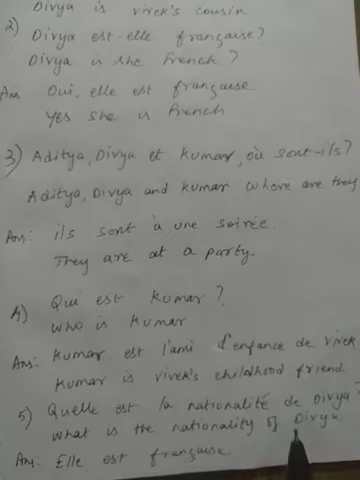 Divya is vivek's cousin
2) Divya est-elle française?
Divya is she French?
Ans Oui, elle est française
Yes she is French
3) Aditya, Divya et Kumar, où sont-ils?
Aditya, Divya and Kumar where are they
Ans: ils sont à une soirée.
They are at a party.
4) Qui est Kumar?
Who is Kumar
Ans: Kumar est l'ami d'enfance de vivek
Kumar is vivek's childhood friend.
5) Quelle est la nationalité de Divya?
What is the nationality of Divya.
Ans. Elle est française